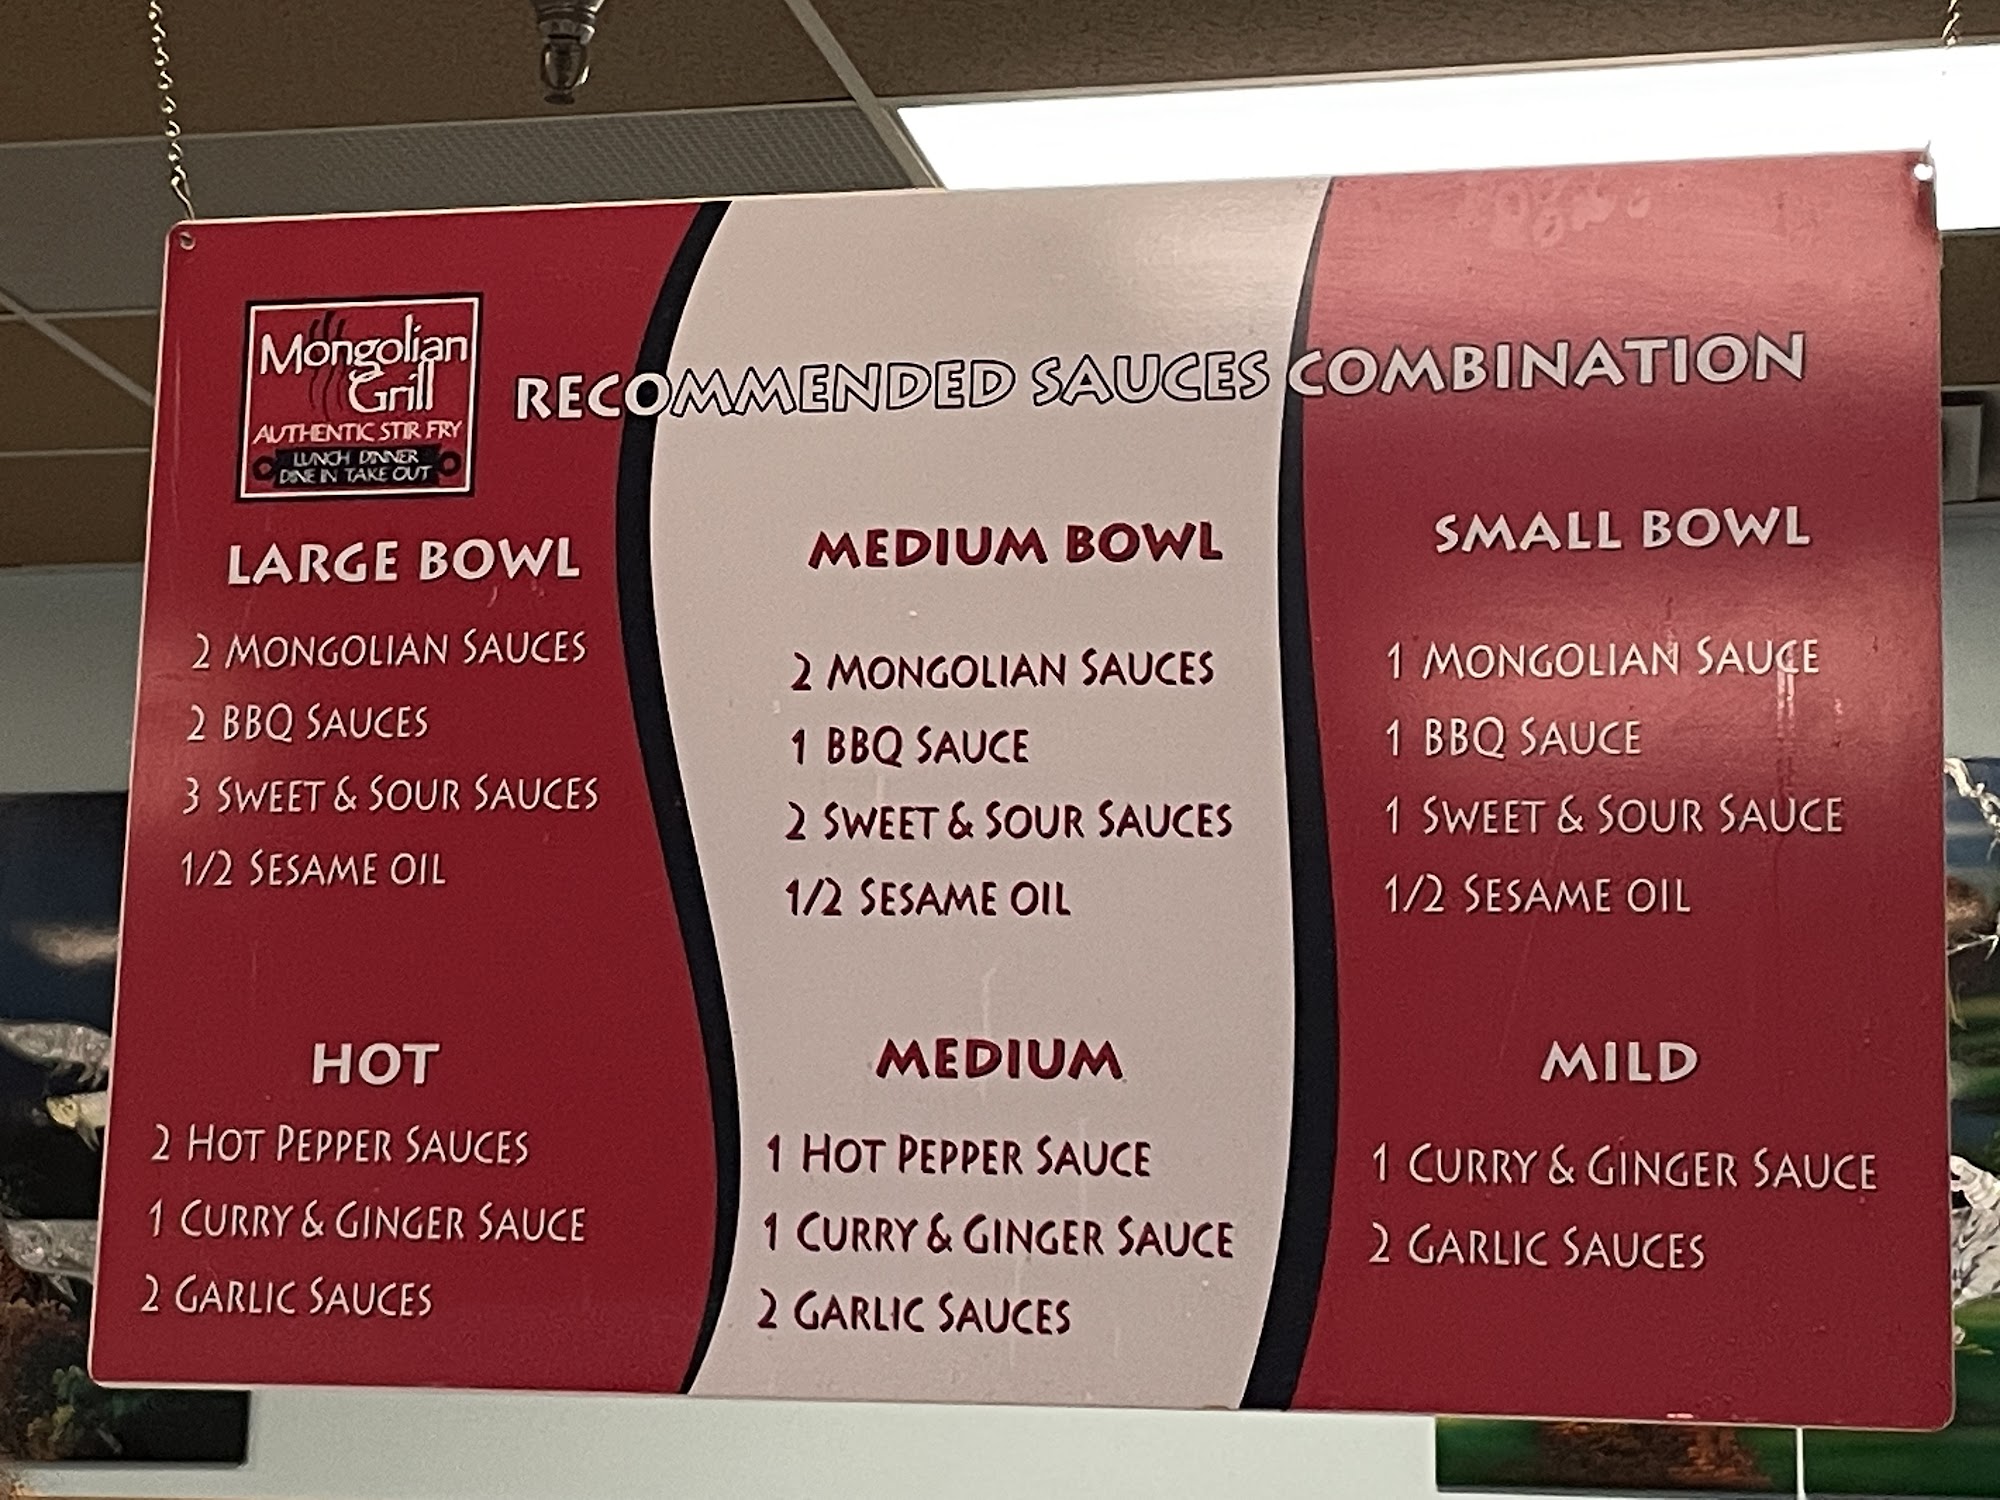 Mongolian
Grill
AUTHENTIC STIR FRY
LUNCH DINNER
DINE IN TAKE OUT
RECOMMENDED SAUCES COMBINATION
LARGE BOWL
2 MONGOLIAN SAUCES
2 BBQ SAUCES
3 SWEET & SOUR SAUCES
1/2 SESAME OIL
HOT
2 HOT PEPPER SAUCES
1 CURRY & GINGER SAUCE
2 GARLIC SAUCES
MEDIUM BOWL
2 MONGOLIAN SAUCES
1 BBQ SAUCE
2 SWEET & SOUR SAUCES
1/2 SESAME OIL
MEDIUM
1 HOT PEPPER SAUCE
1 CURRY & GINGER SAUCE
2 GARLIC SAUCES
SMALL BOWL
1 MONGOLIAN SAUCE
1 BBQ SAUCE
1 SWEET & SOUR SAUCE
1/2 SESAME OIL
MILD
1 CURRY & GINGER SAUCE
2 GARLIC SAUCES